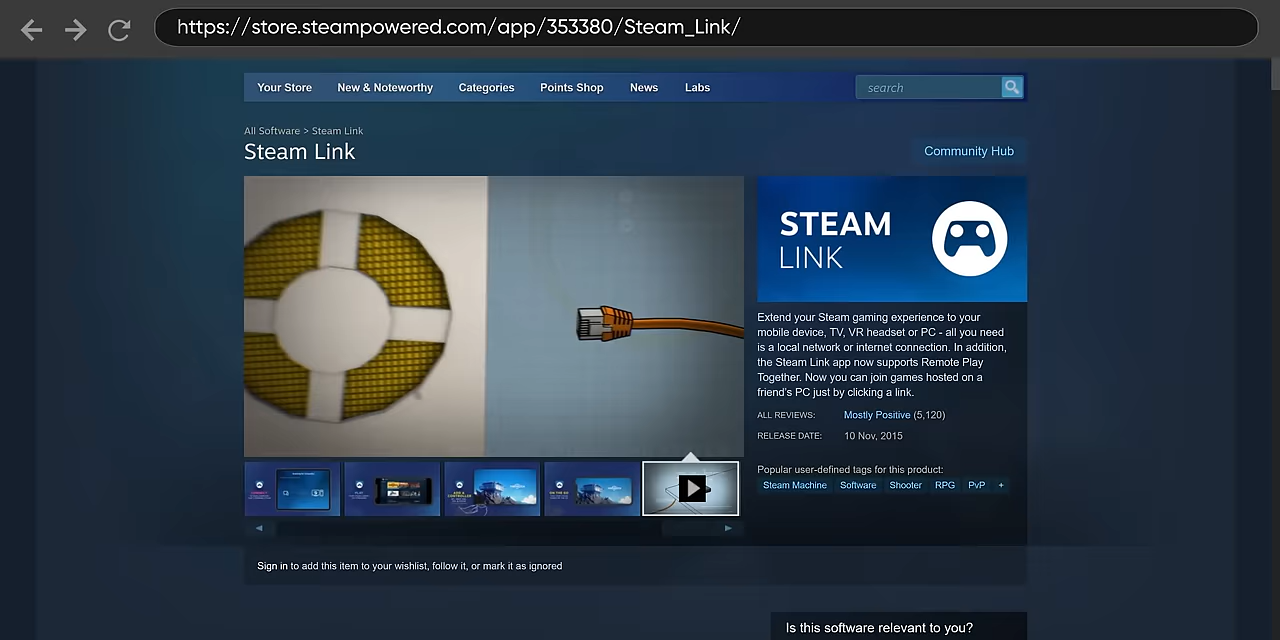 https://store.steampowered.com/app/353380/Steam_Link/
Your Store New & Noteworthy Categories Points Shop News Labs search
All Software > Steam Link
Steam Link
Community Hub
STEAM
LINK
Extend your Steam gaming experience to your
mobile device, TV, VR headset or PC - all you need
is a local network or internet connection. In addition,
the Steam Link app now supports Remote Play
Together. Now you can join games hosted on a
friend's PC just by clicking a link.
ALL REVIEWS: Mostly Positive (5,120)
RELEASE DATE: 10 Nov, 2015
Popular user-defined tags for this product:
Steam Machine Software Shooter RPG PvP +
Sign in to add this item to your wishlist, follow it, or mark it as ignored
Is this software relevant to you?